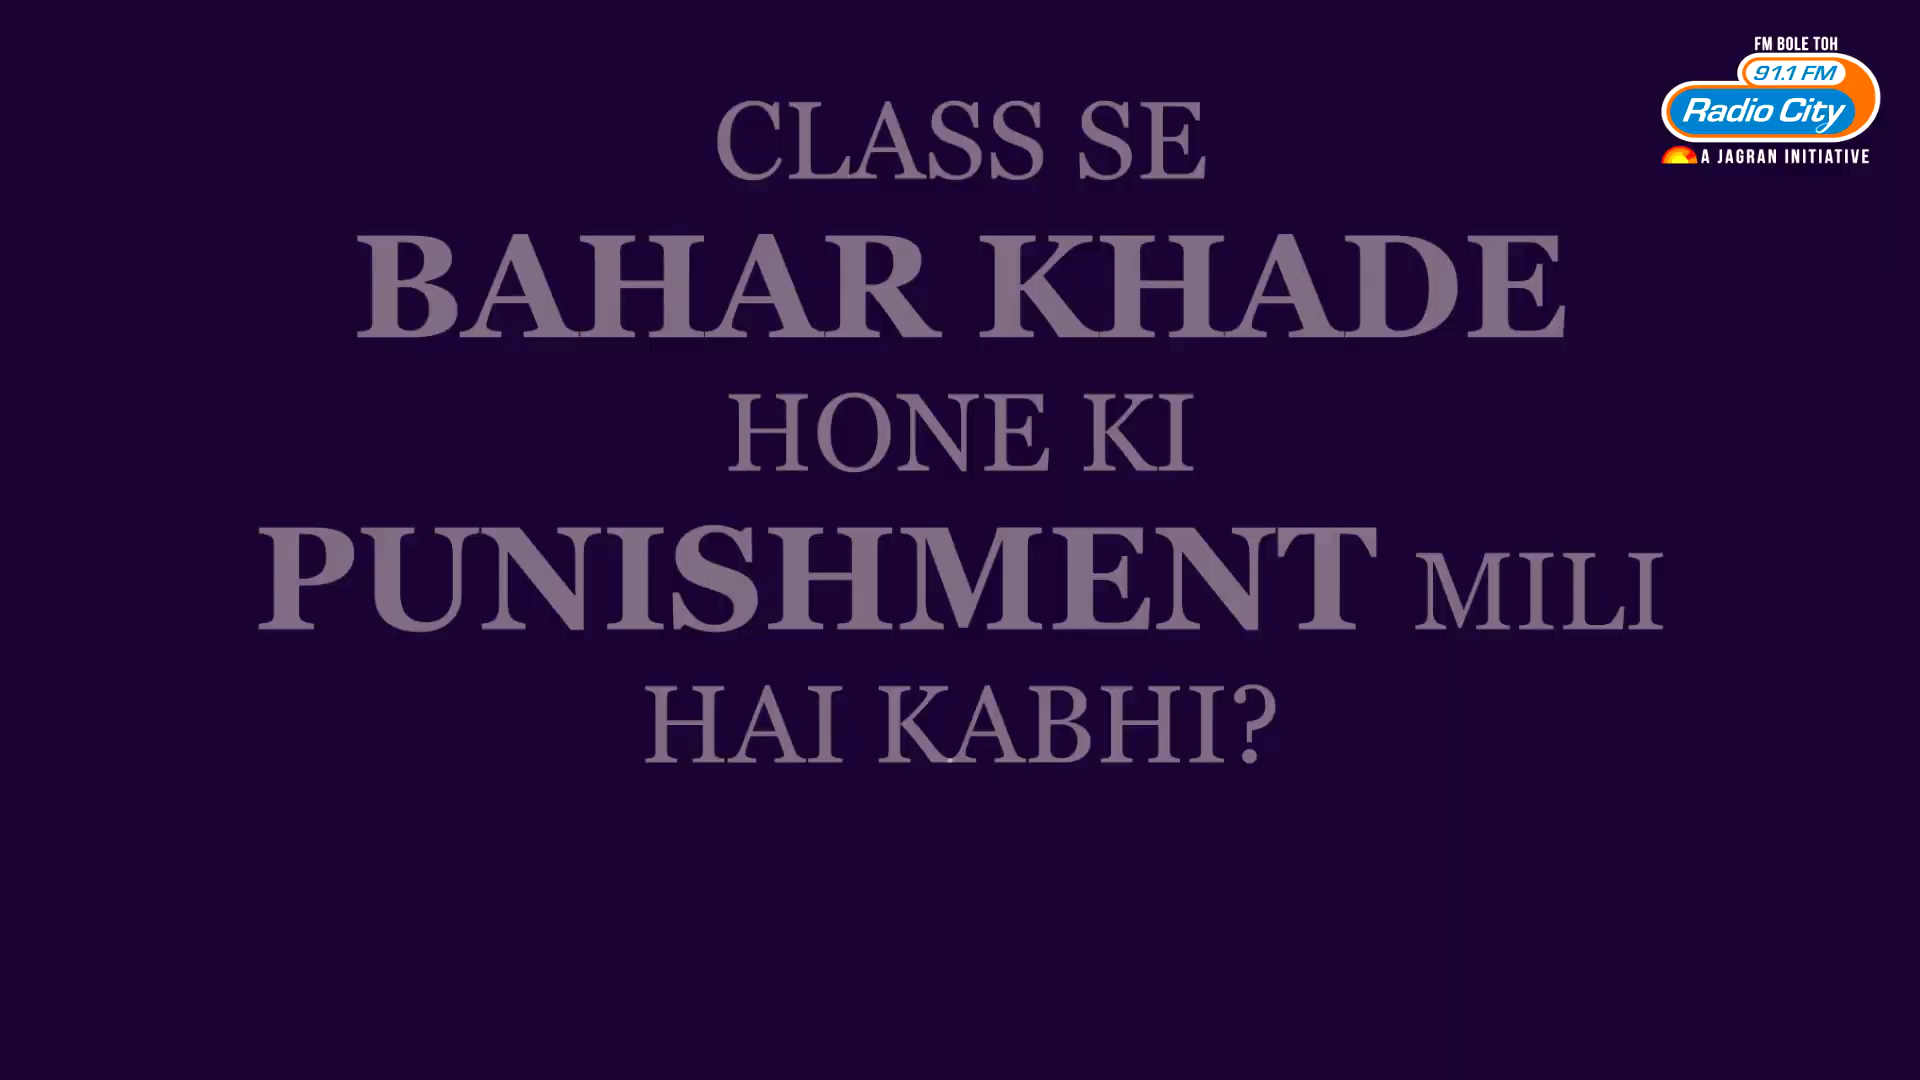 FM BOLE TOH
91.1 FM
Radio City
A JAGRAN INITIATIVE
CLASS SE
BAHAR KHADE
HONE KI
PUNISHMENT MILI
HAI KABHI?